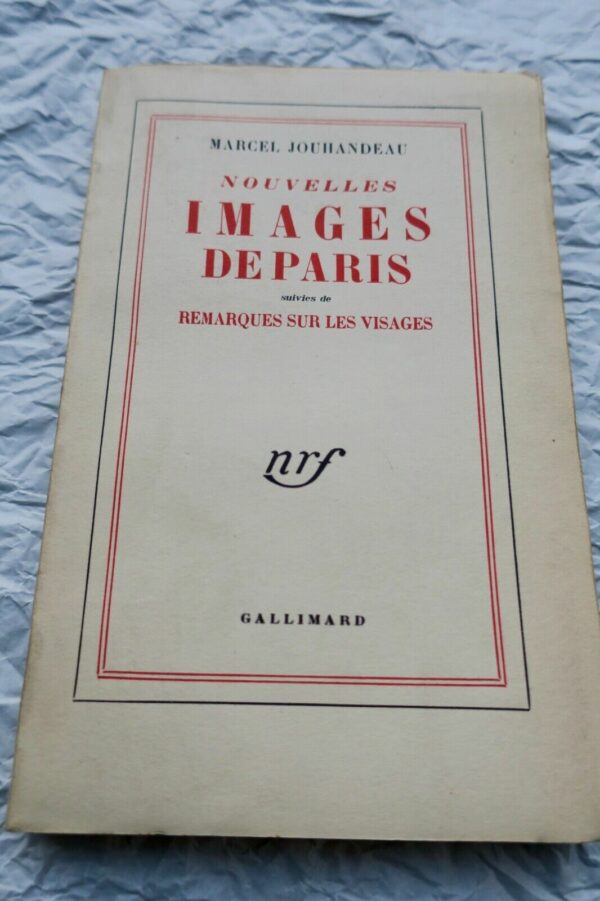 MARCEL JOUHANDEAU
NOUVELLES
IMAGES
DE PARIS
suivies de
REMARQUES SUR LES VISAGES
nrf
GALLIMARD